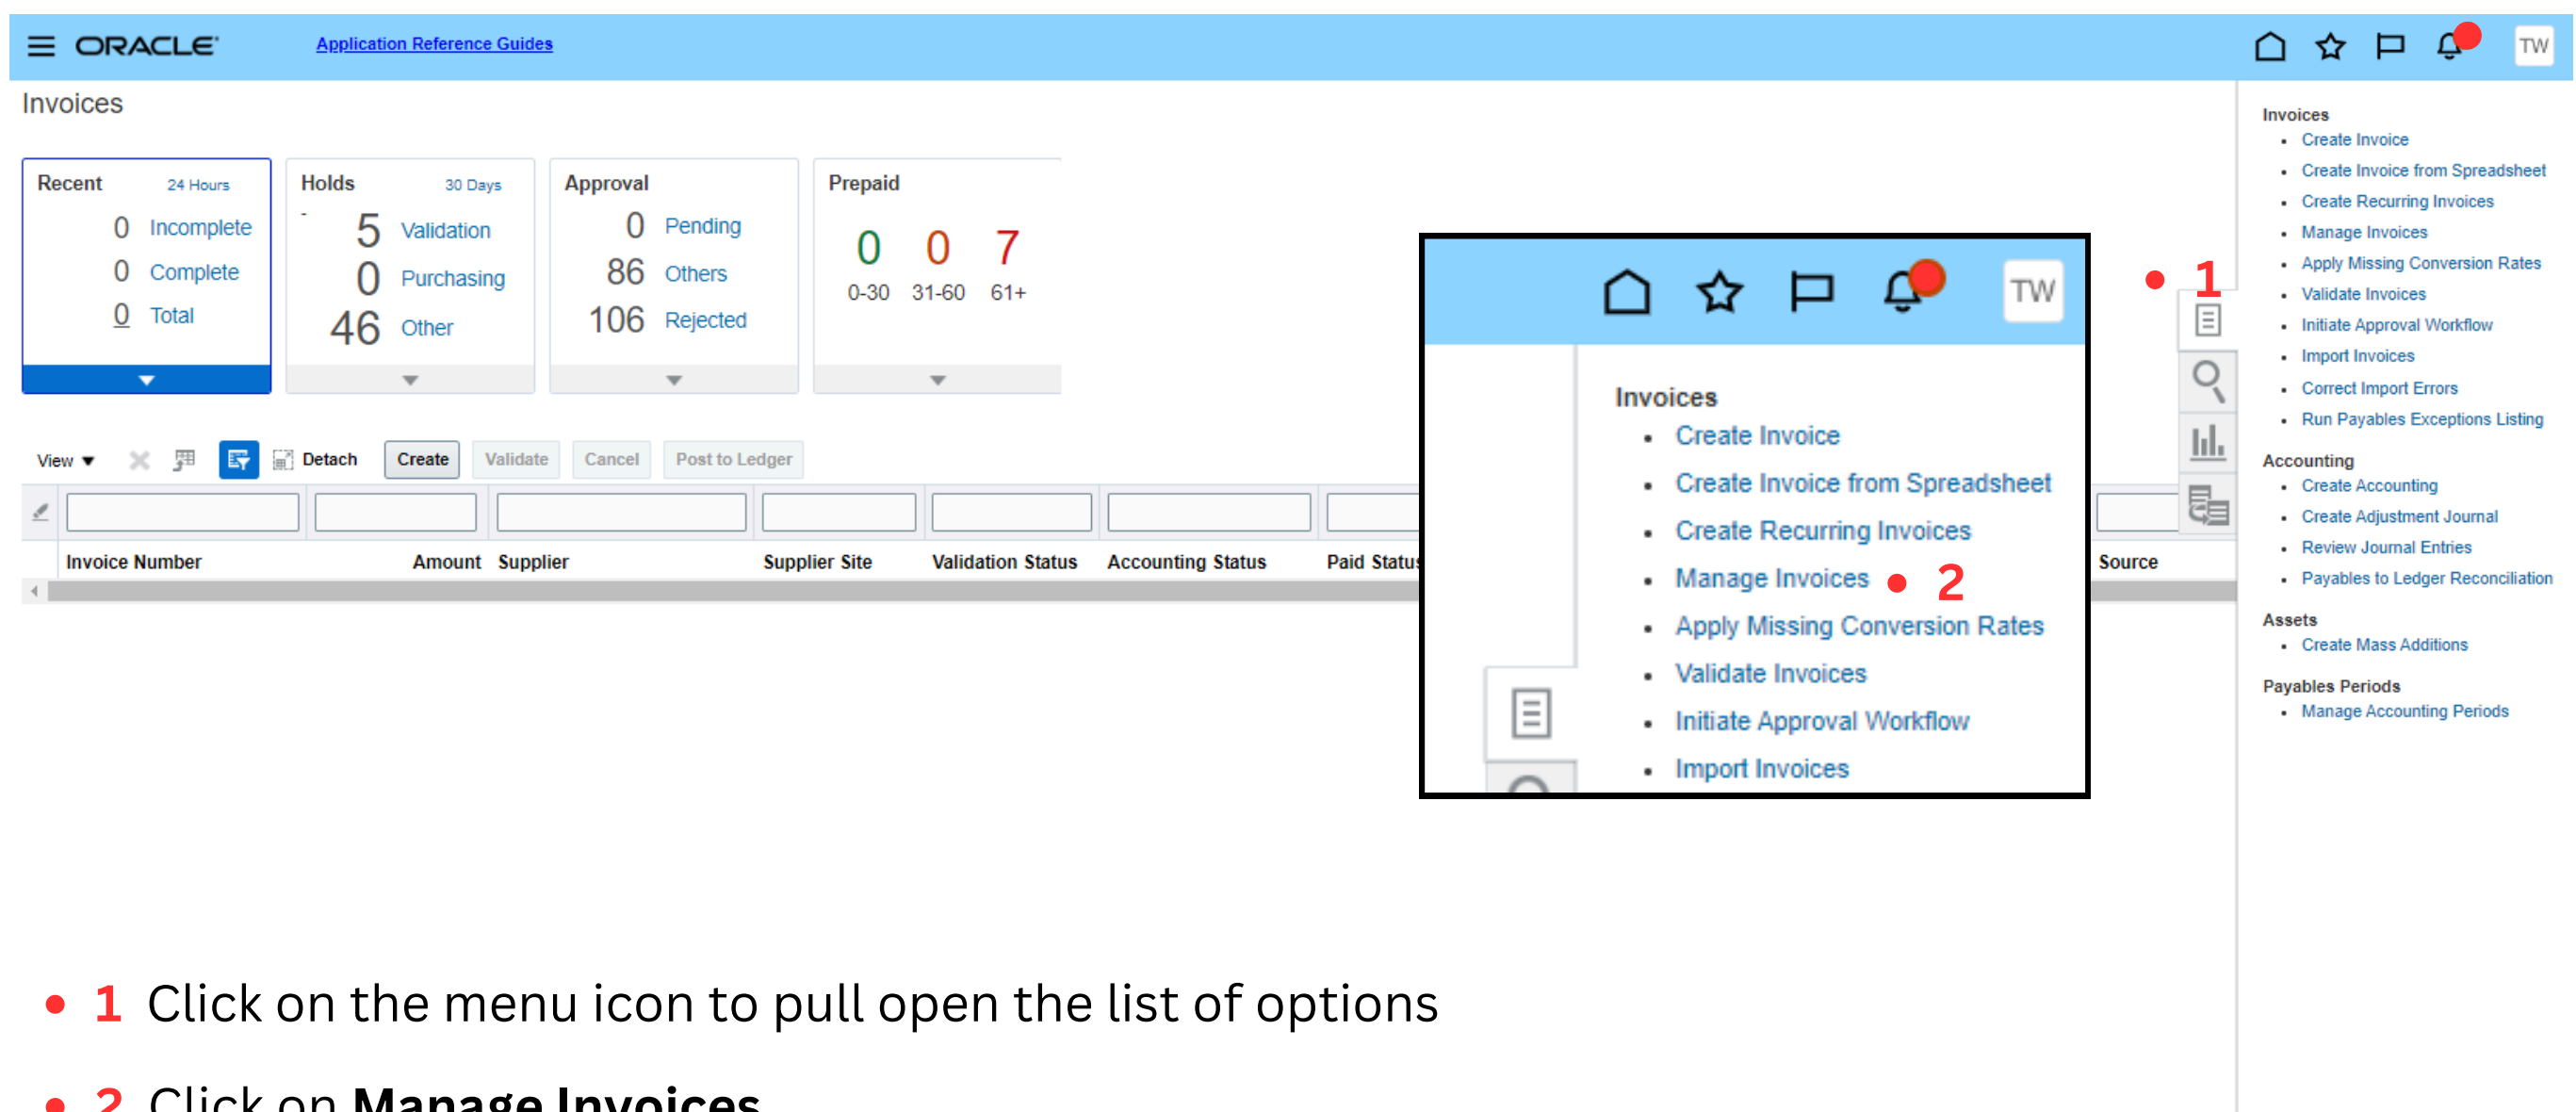 ORACLE
Application Reference Guides
TW
Invoices
Recent 24 Hours
0 Incomplete
0 Complete
0 Total
Holds 30 Days
-
5 Validation
0 Purchasing
46 Other
Approval
0 Pending
86 Others
106 Rejected
Prepaid
0 0 7
0-30 31-60 61+
View Detach Create Validate Cancel Post to Ledger
Invoice Number Amount Supplier Supplier Site Validation Status Accounting Status Paid Status Source
TW
Invoices
• Create Invoice
• Create Invoice from Spreadsheet
• Create Recurring Invoices
• Manage Invoices • 2
• Apply Missing Conversion Rates
• Validate Invoices
• Initiate Approval Workflow
• Import Invoices
• 1
Invoices
• Create Invoice
• Create Invoice from Spreadsheet
• Create Recurring Invoices
• Manage Invoices
• Apply Missing Conversion Rates
• Validate Invoices
• Initiate Approval Workflow
• Import Invoices
• Correct Import Errors
• Run Payables Exceptions Listing
Accounting
• Create Accounting
• Create Adjustment Journal
• Review Journal Entries
• Payables to Ledger Reconciliation
Assets
• Create Mass Additions
Payables Periods
• Manage Accounting Periods
• 1 Click on the menu icon to pull open the list of options
• 2 Click on Manage Invoices